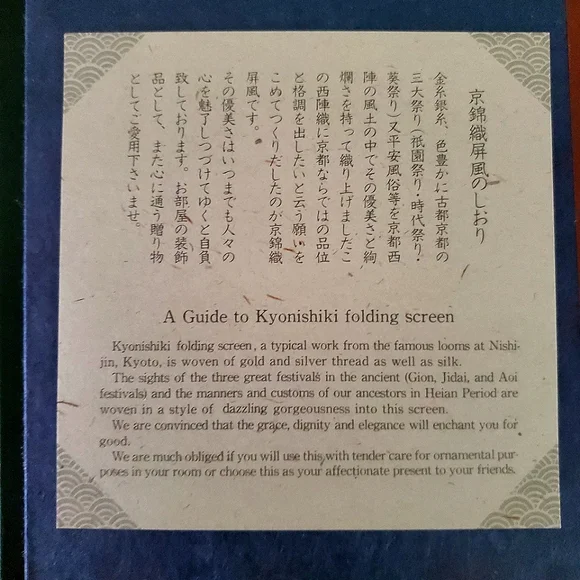 京錦織屏風のしおり
金糸銀糸、色豊かに古都京都の
三大祭り(祇園祭り・時代祭り・
葵祭り)又平安風俗等を京都西
陣の風土の中でその優美さと絢
爛さを持って織り上げましたこ
の西陣織に京都ならではの品位
と格調を出したいと云う願いを
こめてつくりだしたのが京錦織
屏風です。
その優美さはいつまでも人々の
心を魅了しつづけてゆくと自負
致しております。お部屋の装飾
品として、また心に通う贈り物
としてご愛用下さいませ。
A Guide to Kyonishiki folding screen
Kyonishiki folding screen, a typical work from the famous looms at Nishi-
jin, Kyoto, is woven of gold and silver thread as well as silk.
The sights of the three great festivals in the ancient (Gion, Jidai, and Aoi
festivals) and the manners and customs of our ancestors in Heian Period are
woven in a style of dazzling gorgeousness into this screen.
We are convinced that the grace, dignity and elegance will enchant you for
good.
We are much obliged if you will use this with tender care for ornamental pur-
poses in your room or choose this as your affectionate present to your friends.